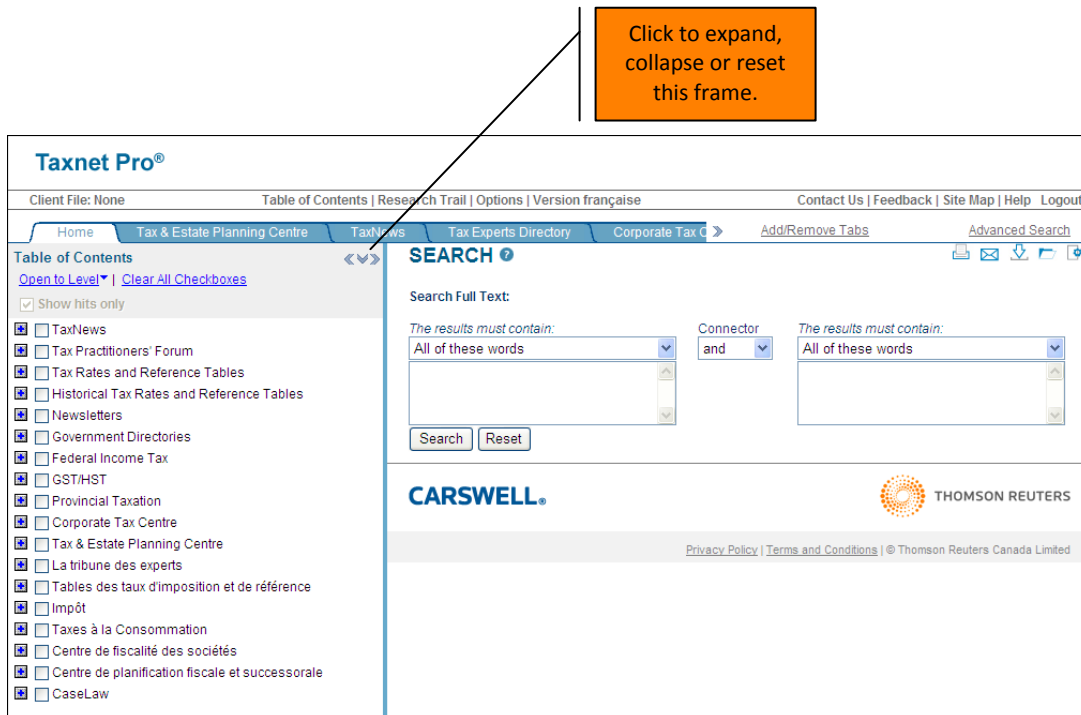 Click to expand,
collapse or reset
this frame.
Taxnet Pro®
Client File: None Table of Contents | Research Trail | Options | Version française Contact Us | Feedback | Site Map | Help Logout
Home Tax & Estate Planning Centre TaxNews Tax Experts Directory Corporate Tax C Add/Remove Tabs Advanced Search
Table of Contents
Open to Level | Clear All Checkboxes
Show hits only
TaxNews
Tax Practitioners' Forum
Tax Rates and Reference Tables
Historical Tax Rates and Reference Tables
Newsletters
Government Directories
Federal Income Tax
GST/HST
Provincial Taxation
Corporate Tax Centre
Tax & Estate Planning Centre
La tribune des experts
Tables des taux d'imposition et de référence
Impôt
Taxes à la Consommation
Centre de fiscalité des sociétés
Centre de planification fiscale et successorale
CaseLaw
SEARCH
Search Full Text:
The results must contain: Connector The results must contain:
All of these words and All of these words
Search Reset
CARSWELL® THOMSON REUTERS
Privacy Policy | Terms and Conditions | © Thomson Reuters Canada Limited